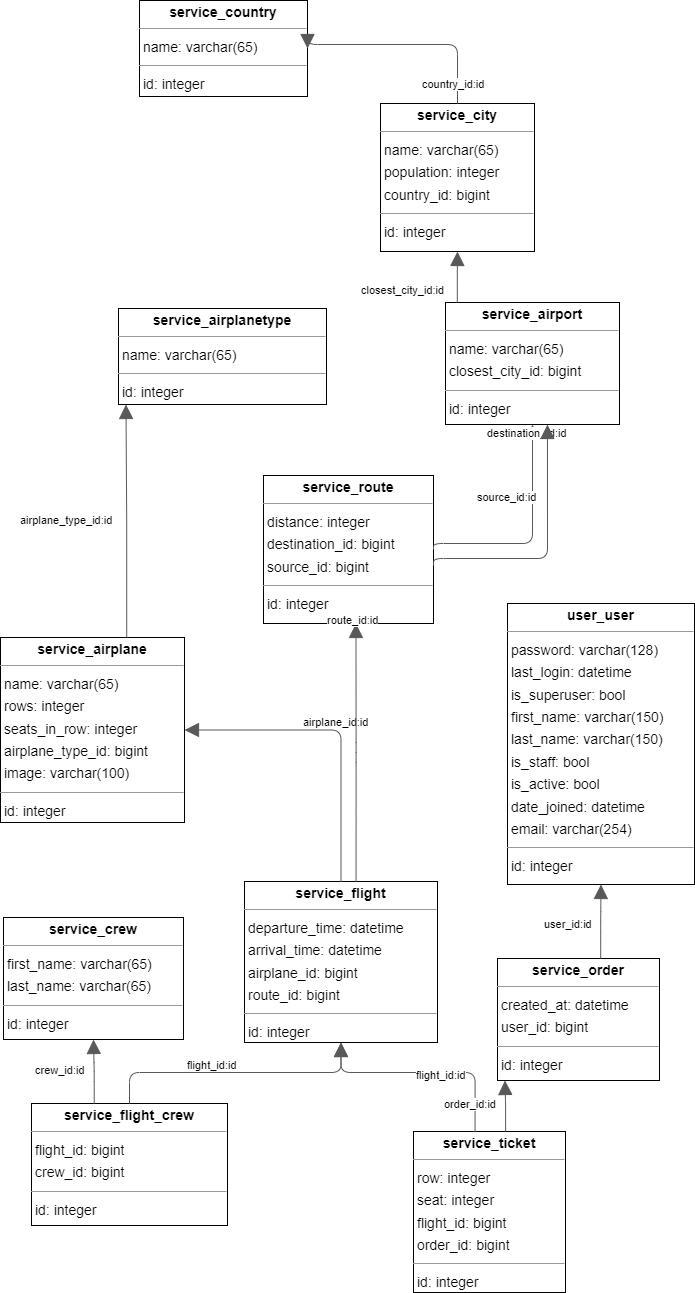 service_country
name: varchar(65)
id: integer
country_id:id
service_city
name: varchar(65)
population: integer
country_id: bigint
id: integer
closest_city_id:id
service_airplanetype
name: varchar(65)
id: integer
service_airport
name: varchar(65)
closest_city_id: bigint
id: integer
destination_id:id
source_id:id
airplane_type_id:id
service_route
distance: integer
destination_id: bigint
source_id: bigint
id: integer
route_id:id
service_airplane
name: varchar(65)
rows: integer
seats_in_row: integer
airplane_type_id: bigint
image: varchar(100)
id: integer
airplane_id:id
user_user
password: varchar(128)
last_login: datetime
is_superuser: bool
first_name: varchar(150)
last_name: varchar(150)
is_staff: bool
is_active: bool
date_joined: datetime
email: varchar(254)
id: integer
user_id:id
service_flight
departure_time: datetime
arrival_time: datetime
airplane_id: bigint
route_id: bigint
id: integer
service_crew
first_name: varchar(65)
last_name: varchar(65)
id: integer
service_order
created_at: datetime
user_id: bigint
id: integer
crew_id:id
flight_id:id
flight_id:id
order_id:id
service_flight_crew
flight_id: bigint
crew_id: bigint
id: integer
service_ticket
row: integer
seat: integer
flight_id: bigint
order_id: bigint
id: integer